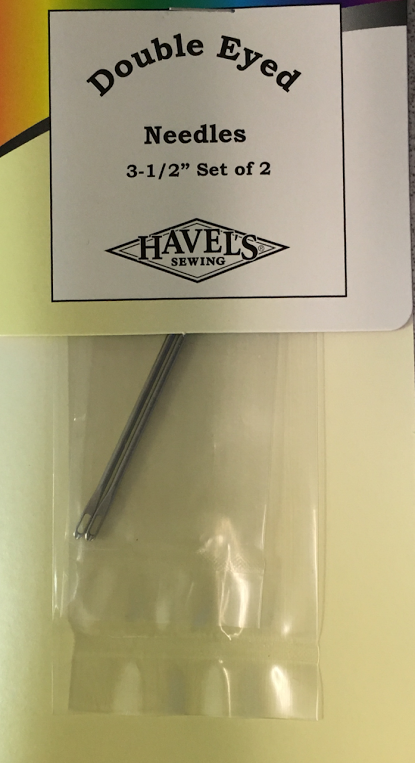 Double Eyed
Needles
3-1/2” Set of 2
HAVEL'S®
SEWING